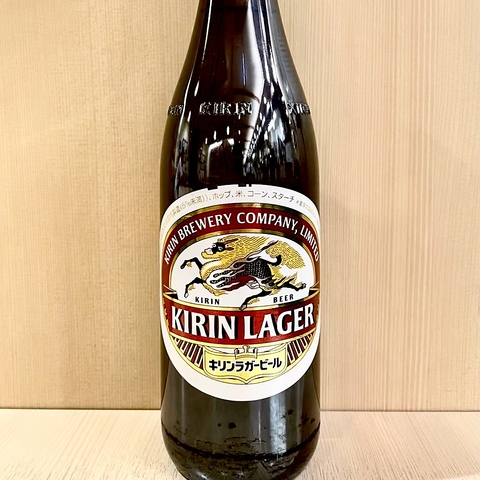 KIRIN
ホップ、米、コーン、スターチ
KIRIN BREWERY COMPANY, LIMITED
KIRIN BEER
KIRIN LAGER
キリンラガービール